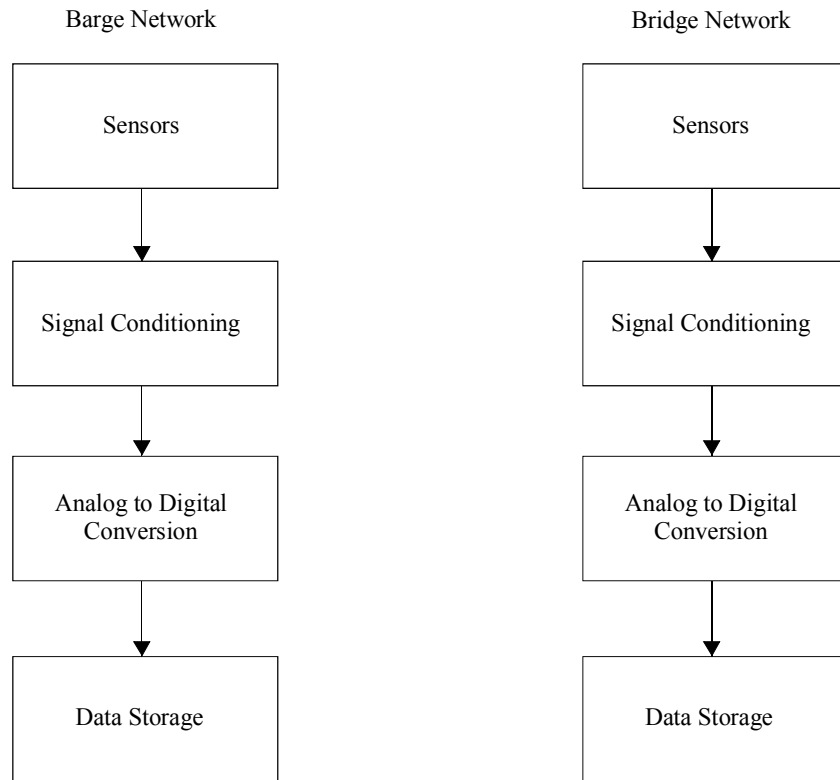 Barge Network
Sensors
Signal Conditioning
Analog to Digital
Conversion
Data Storage
Bridge Network
Sensors
Signal Conditioning
Analog to Digital
Conversion
Data Storage